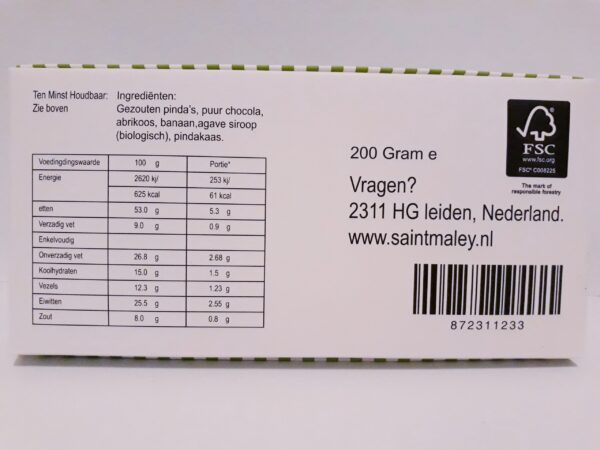 Ten Minst Houdbaar:
Zie boven
Ingrediënten:
Gezouten pinda's, puur chocola,
abrikoos, banaan,agave siroop
(biologisch), pindakaas.
Voedingdingswaarde 100 g Portie*
Energie 2620 kj/ 253 kj/
625 kcal 61 kcal
etten 53.0 g 5.3 g
Verzadig vet 9.0 g 0.9 g
Enkelvoudig
Onverzadig vet 26.8 g 2.68 g
Koolhydraten 15.0 g 1.5 g
Vezels 12.3 g 1.23 g
Eiwitten 25.5 g 2.55 g
Zout 8.0 g 0.8 g
200 Gram e
Vragen?
2311 HG leiden, Nederland.
www.saintmaley.nl
FSC
www.fsc.org
FSC® C008225
The mark of
responsible forestry
872311233